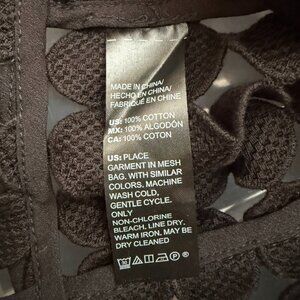 MADE IN CHINA/
HECHO EN CHINA/
FABRIQUÉ EN CHINE
US: 100% COTTON
MX: 100% ALGODÓN
CA: 100% COTON
US: PLACE
GARMENT IN MESH
BAG. WITH SIMILAR
COLORS. MACHINE
WASH COLD,
GENTLE CYCLE.
ONLY
NON-CHLORINE
BLEACH, LINE DRY,
WARM IRON. MAY BE
DRY CLEANED